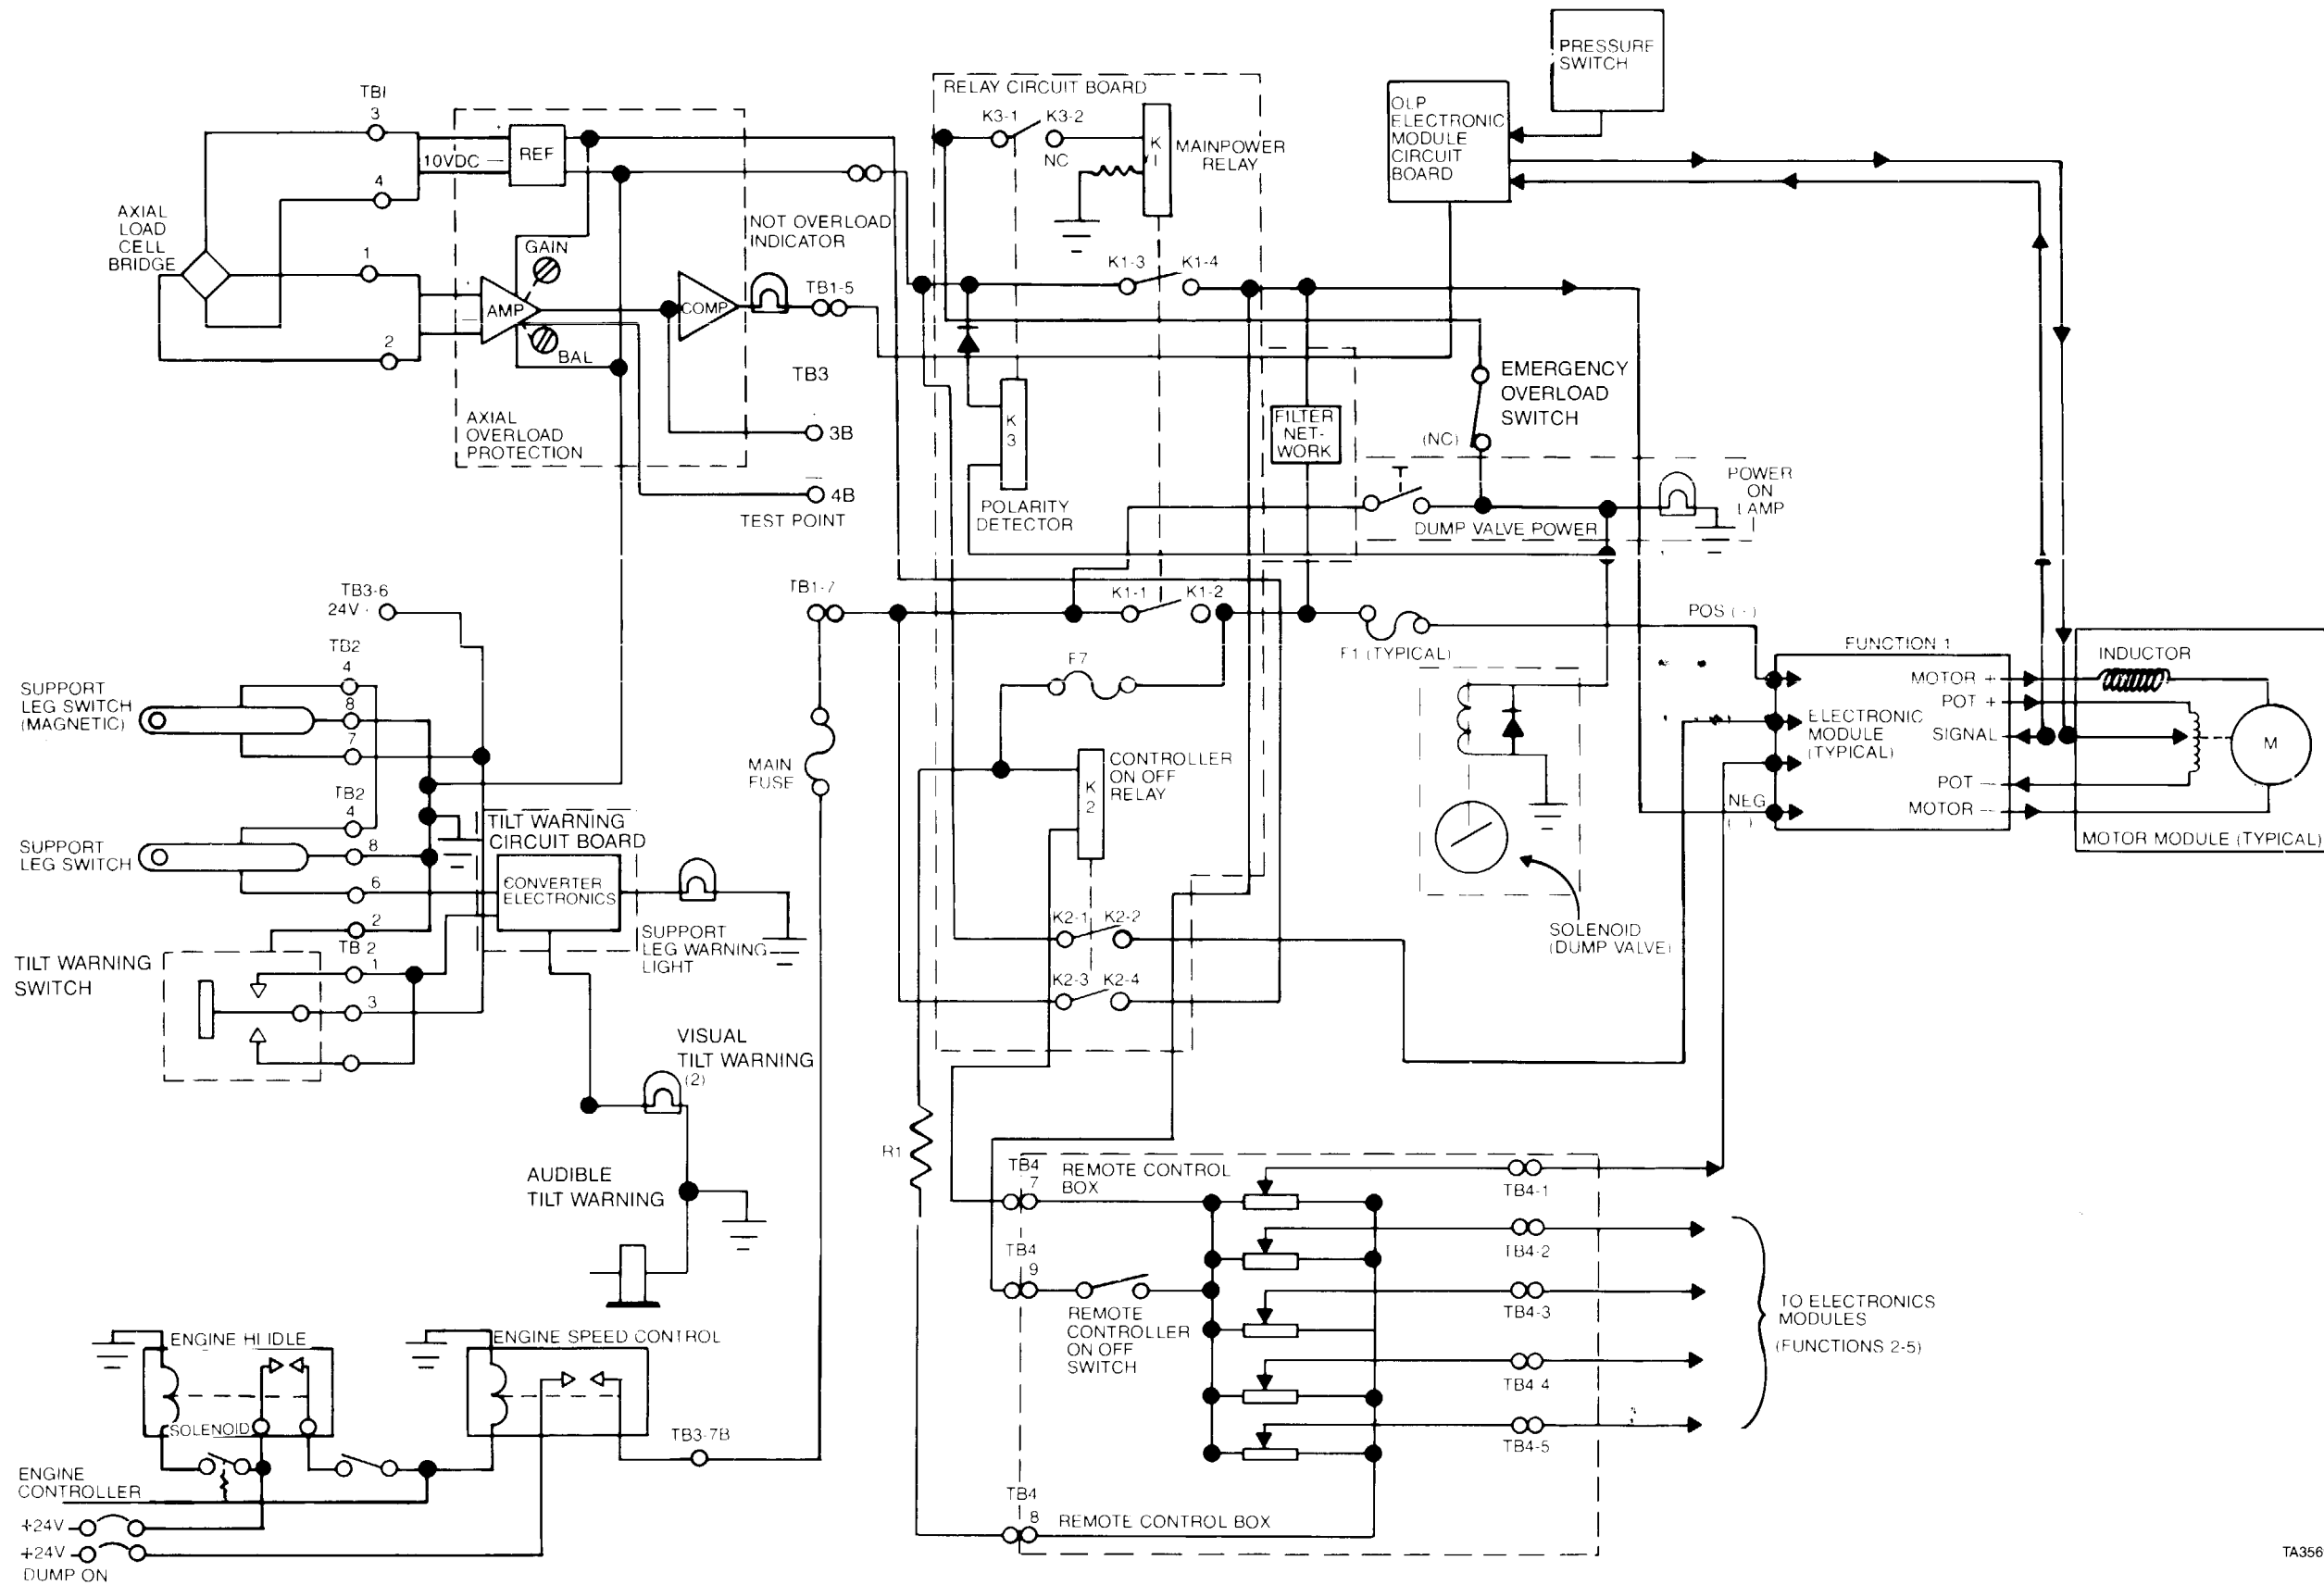 PRESSURE
SWITCH
OLP
ELECTRONIC
MODULE
CIRCUIT
BOARD
RELAY CIRCUIT BOARD
K3-1
K3-2
NC
K
1
MAINPOWER
RELAY
TB1
3
4
1
2
10VDC
REF
AXIAL
LOAD
CELL
BRIDGE
GAIN
AMP
BAL
COMP
NOT OVERLOAD
INDICATOR
TB1-5
K1-3
K1-4
AXIAL
OVERLOAD
PROTECTION
TB3
3B
4B
TEST POINT
K
3
POLARITY
DETECTOR
FILTER
NET-
WORK
EMERGENCY
OVERLOAD
SWITCH
(NC)
POWER
ON
LAMP
DUMP VALVE POWER
TB3-6
24V
TB1-7
K1-1
K1-2
F1 (TYPICAL)
POS
F7
SUPPORT
LEG SWITCH
(MAGNETIC)
TB2
4
8
7
TB2
4
8
6
2
SUPPORT
LEG SWITCH
MAIN
FUSE
CONTROLLER
ON OFF
RELAY
K
2
FUNCTION 1
ELECTRONIC
MODULE
(TYPICAL)
MOTOR +
POT +
SIGNAL
POT —
MOTOR —
NEG
INDUCTOR
M
MOTOR MODULE (TYPICAL)
TILT WARNING
CIRCUIT BOARD
CONVERTER
ELECTRONICS
SUPPORT
LEG WARNING
LIGHT
SOLENOID
(DUMP VALVE)
K2-1
K2-2
K2-3
K2-4
TB 2
1
3
TILT WARNING
SWITCH
VISUAL
TILT WARNING
(2)
AUDIBLE
TILT WARNING
R1
TB4
7
REMOTE CONTROL
BOX
TB4
9
REMOTE
CONTROLLER
ON OFF
SWITCH
TB4-1
TB4-2
TB4-3
TB4 4
TB4-5
TO ELECTRONICS
MODULES
(FUNCTIONS 2-5)
TB4
8
REMOTE CONTROL BOX
ENGINE HI IDLE
SOLENOID
ENGINE SPEED CONTROL
TB3-7B
ENGINE
CONTROLLER
+24V
+24V
DUMP ON
TA356